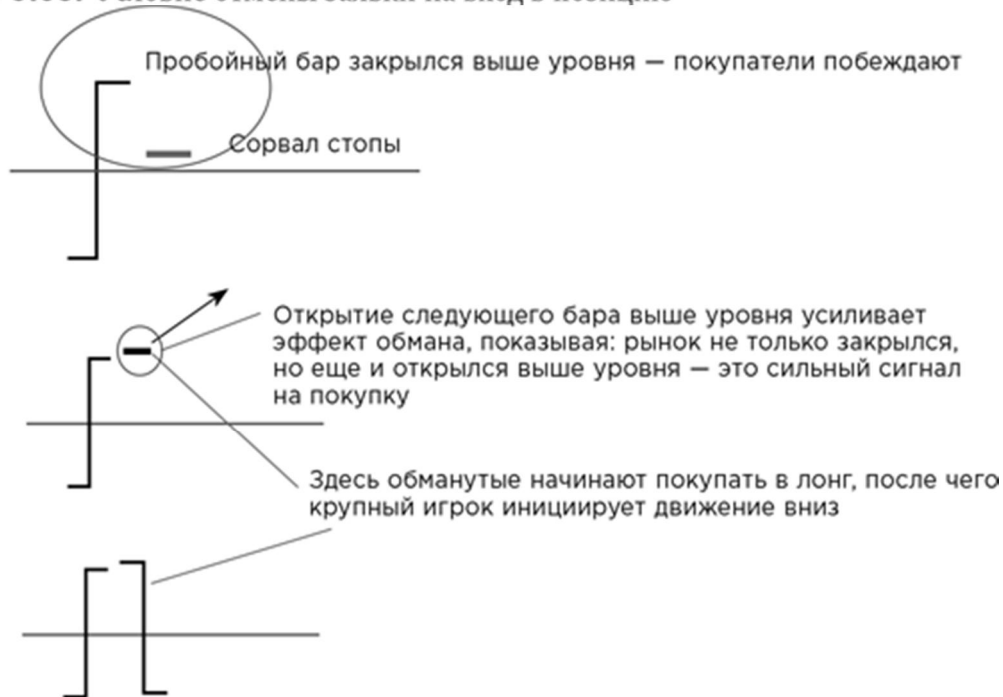 Пробойный бар закрылся выше уровня — покупатели побеждают
Сорвал стопы
Открытие следующего бара выше уровня усиливает
эффект обмана, показывая: рынок не только закрылся,
но еще и открылся выше уровня — это сильный сигнал
на покупку
Здесь обманутые начинают покупать в лонг, после чего
крупный игрок инициирует движение вниз